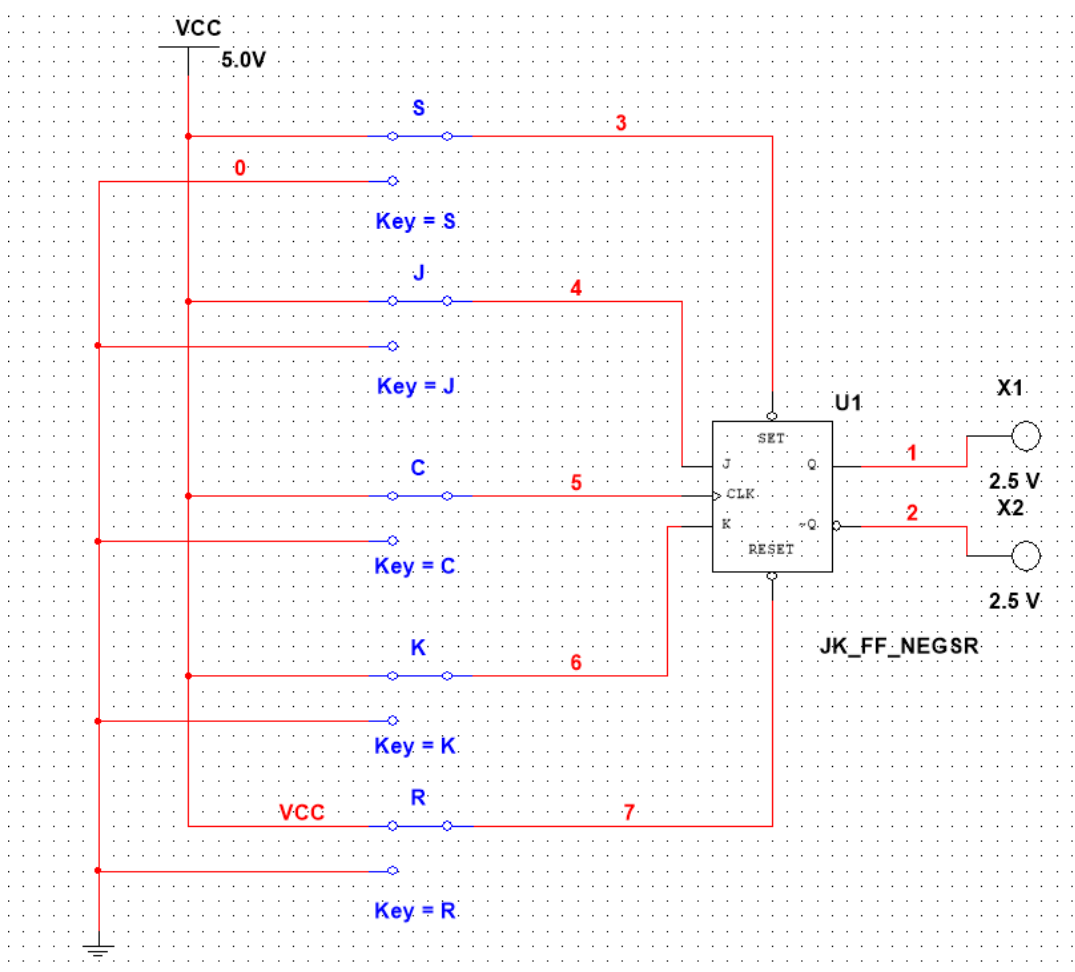 VCC
5.0V
S
3
0
Key = S
J
4
Key = J
X1
U1
SET
J
Q
1
2.5 V
C
5
CLK
X2
K
~Q
2
Key = C
RESET
2.5 V
K
6
JK_FF_NEGSR
Key = K
R
VCC
7
Key = R